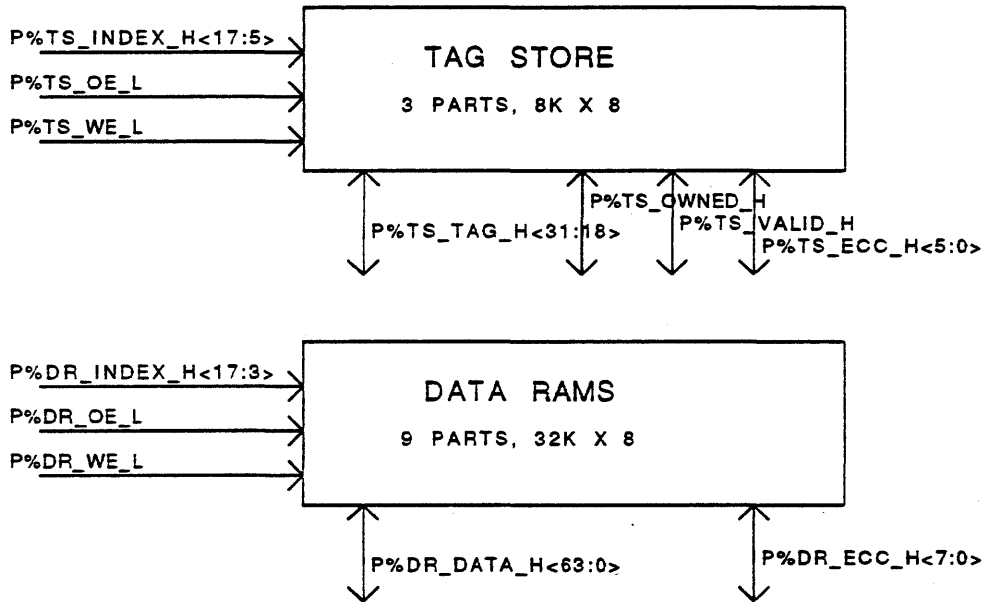 P%TS_INDEX_H<17:5>
TAG STORE
P%TS_OE_L
3 PARTS, 8K X 8
P%TS_WE_L
P%TS_OWNED_H
P%TS_TAG_H<31:18>
P%TS_VALID_H
P%TS_ECC_H<5:0>
P%DR_INDEX_H<17:3>
DATA RAMS
P%DR_OE_L
9 PARTS, 32K X 8
P%DR_WE_L
P%DR_DATA_H<63:0>
P%DR_ECC_H<7:0>